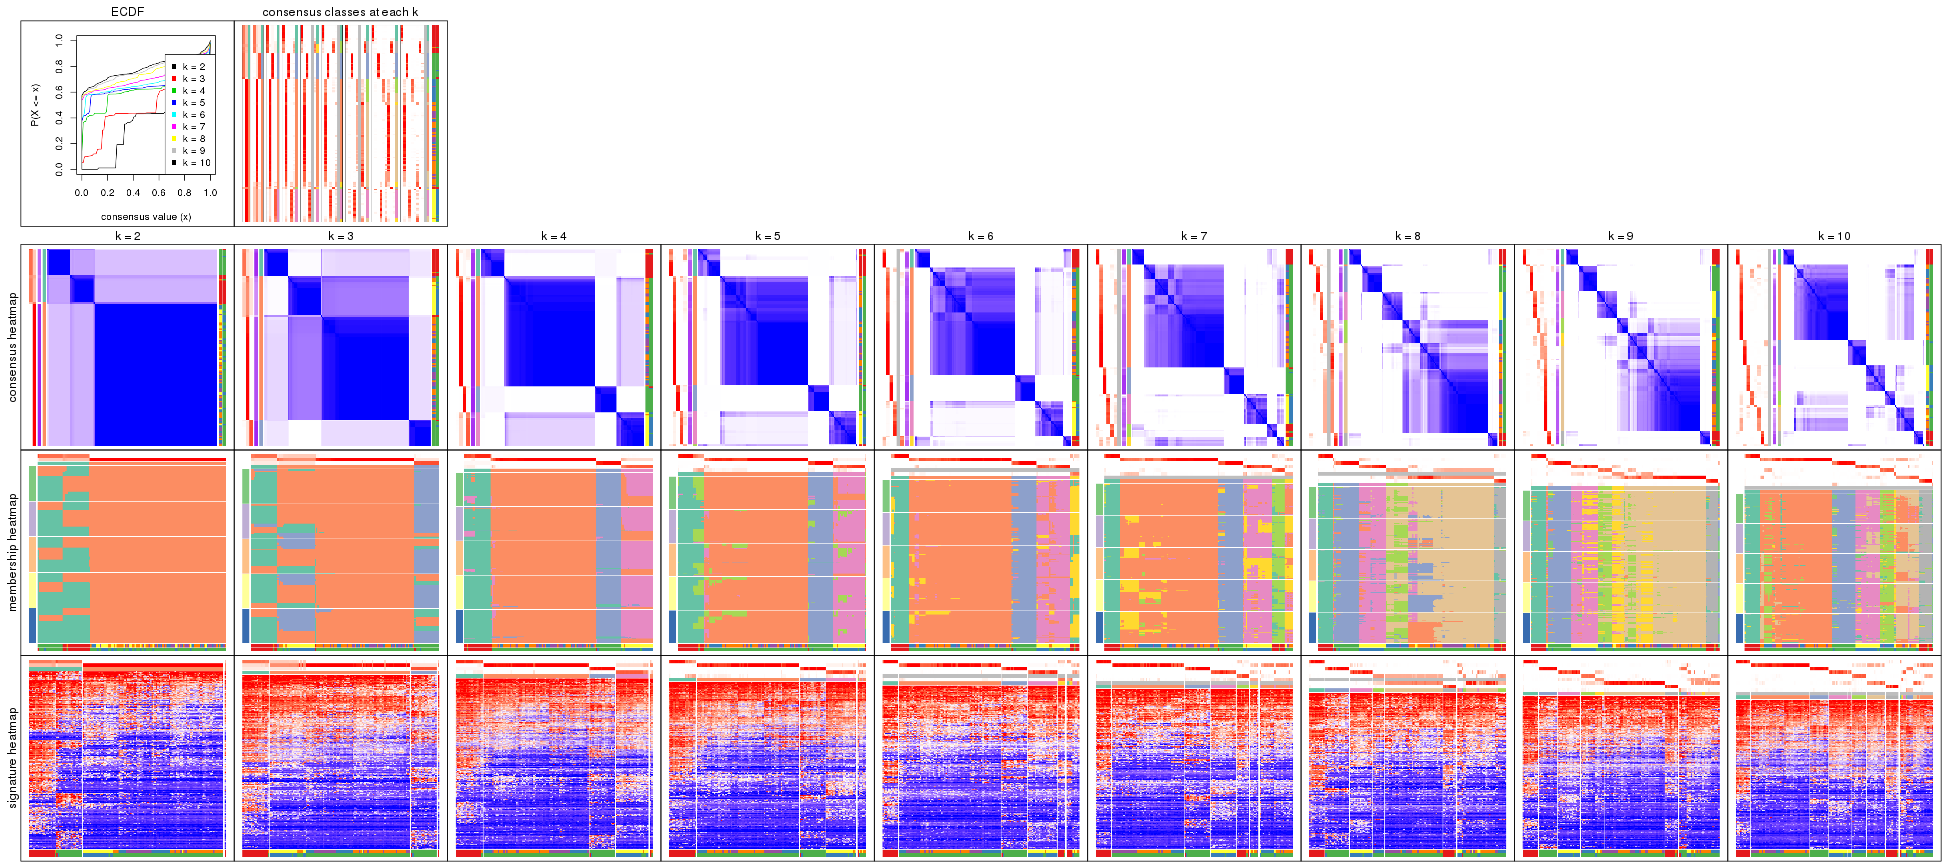 ECDF
consensus classes at each k
P(X <= x)
1.0
0.8
0.6
0.4
0.2
0.0
k = 2
k = 3
k = 4
k = 5
k = 6
k = 7
k = 8
k = 9
k = 10
0.0 0.2 0.4 0.6 0.8 1.0
consensus value (x)
k = 2
k = 3
k = 4
k = 5
k = 6
k = 7
k = 8
k = 9
k = 10
consensus heatmap
membership heatmap
signature heatmap